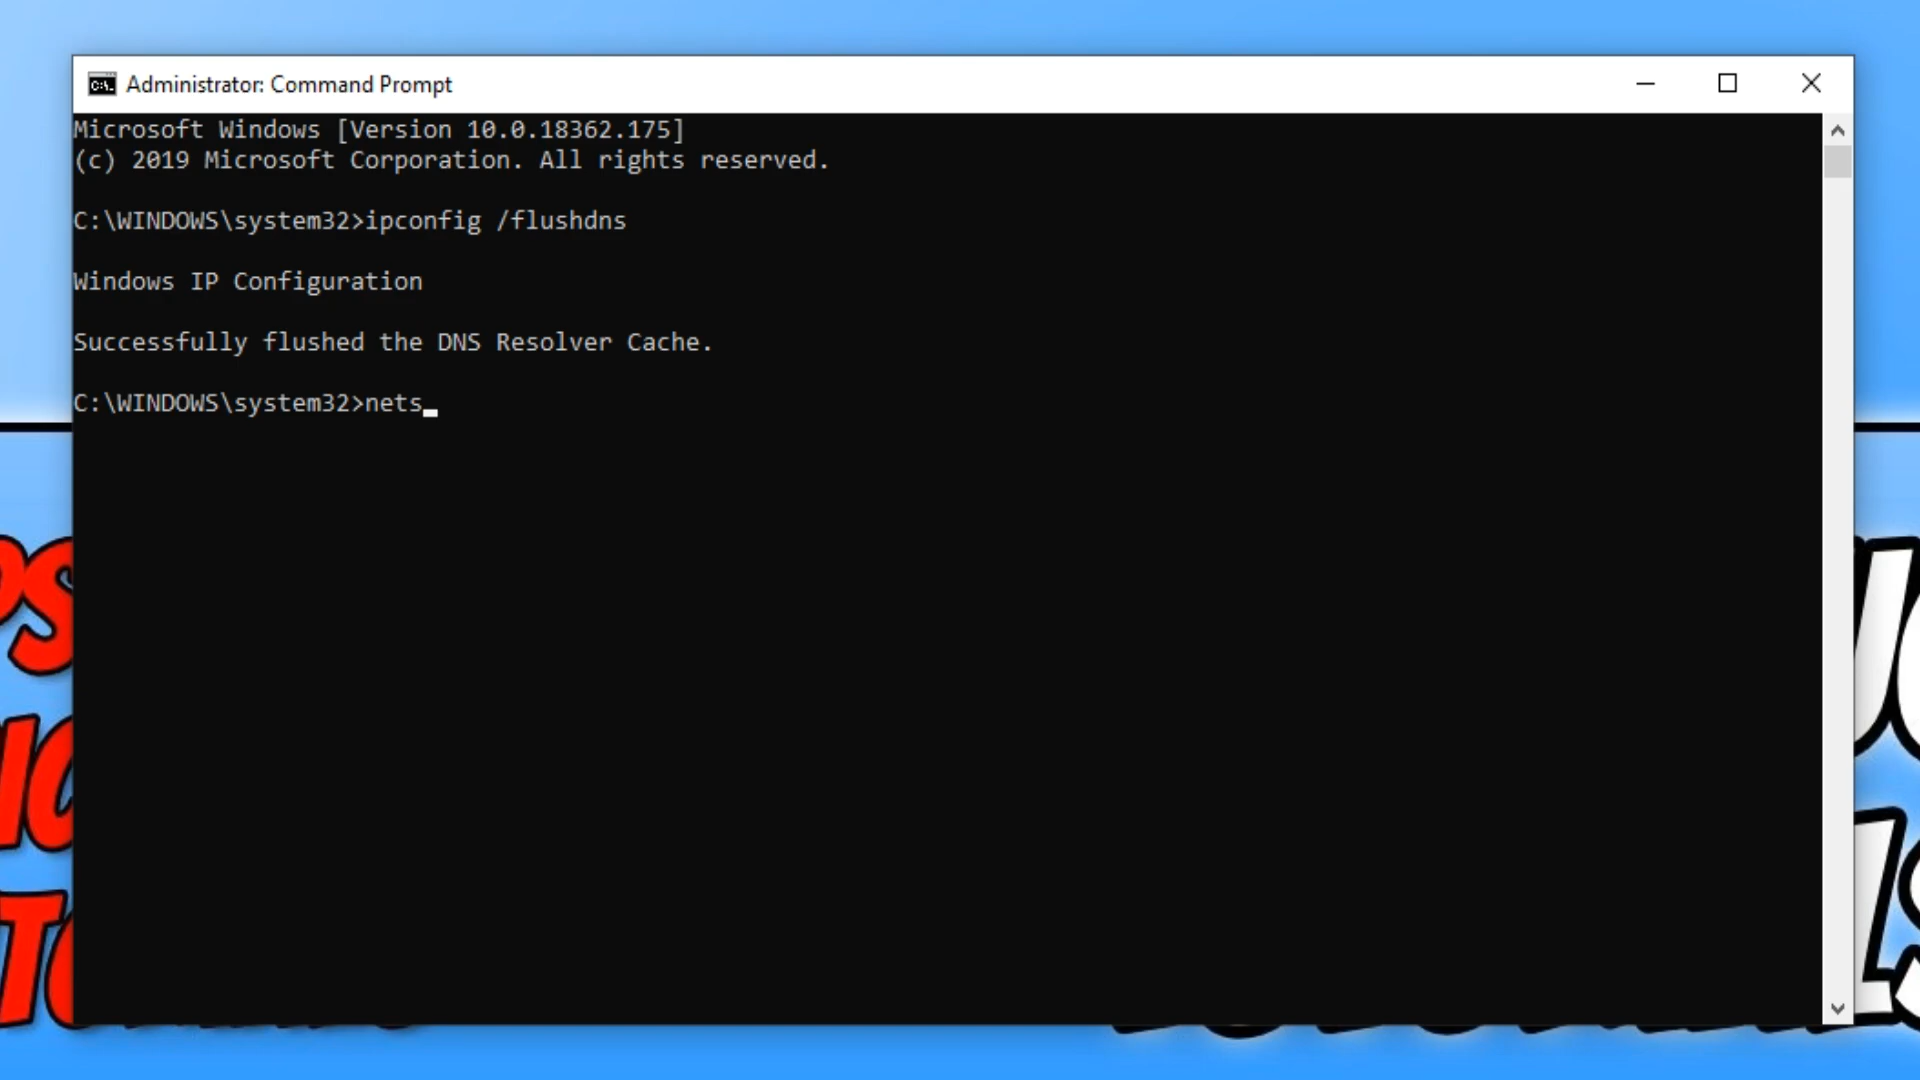 Administrator: Command Prompt
Microsoft Windows [Version 10.0.18362.175]
(c) 2019 Microsoft Corporation. All rights reserved.
C:\WINDOWS\system32>ipconfig /flushdns
Windows IP Configuration
Successfully flushed the DNS Resolver Cache.
C:\WINDOWS\system32>nets